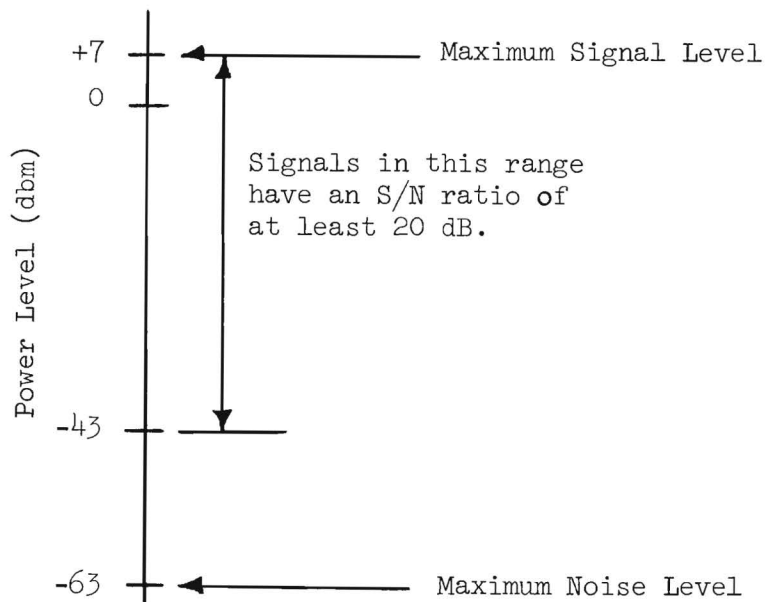 +7
Maximum Signal Level
0
Signals in this range
have an S/N ratio of
at least 20 dB.
Power Level (dbm)
-43
-63
Maximum Noise Level